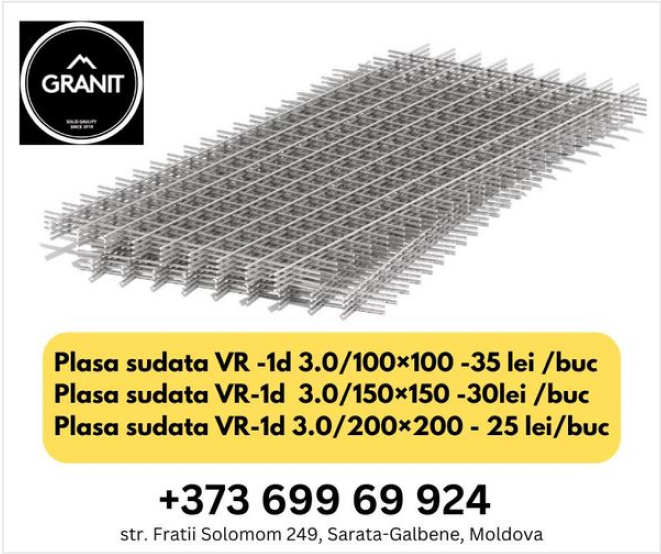 GRANIT
SOLID QUALITY
SINCE 2018
Plasa sudata VR -1d 3.0/100×100 -35 lei /buc
Plasa sudata VR-1d 3.0/150×150 -30lei /buc
Plasa sudata VR-1d 3.0/200×200 - 25 lei/buc
+373 699 69 924
str. Fratii Solomom 249, Sarata-Galbene, Moldova